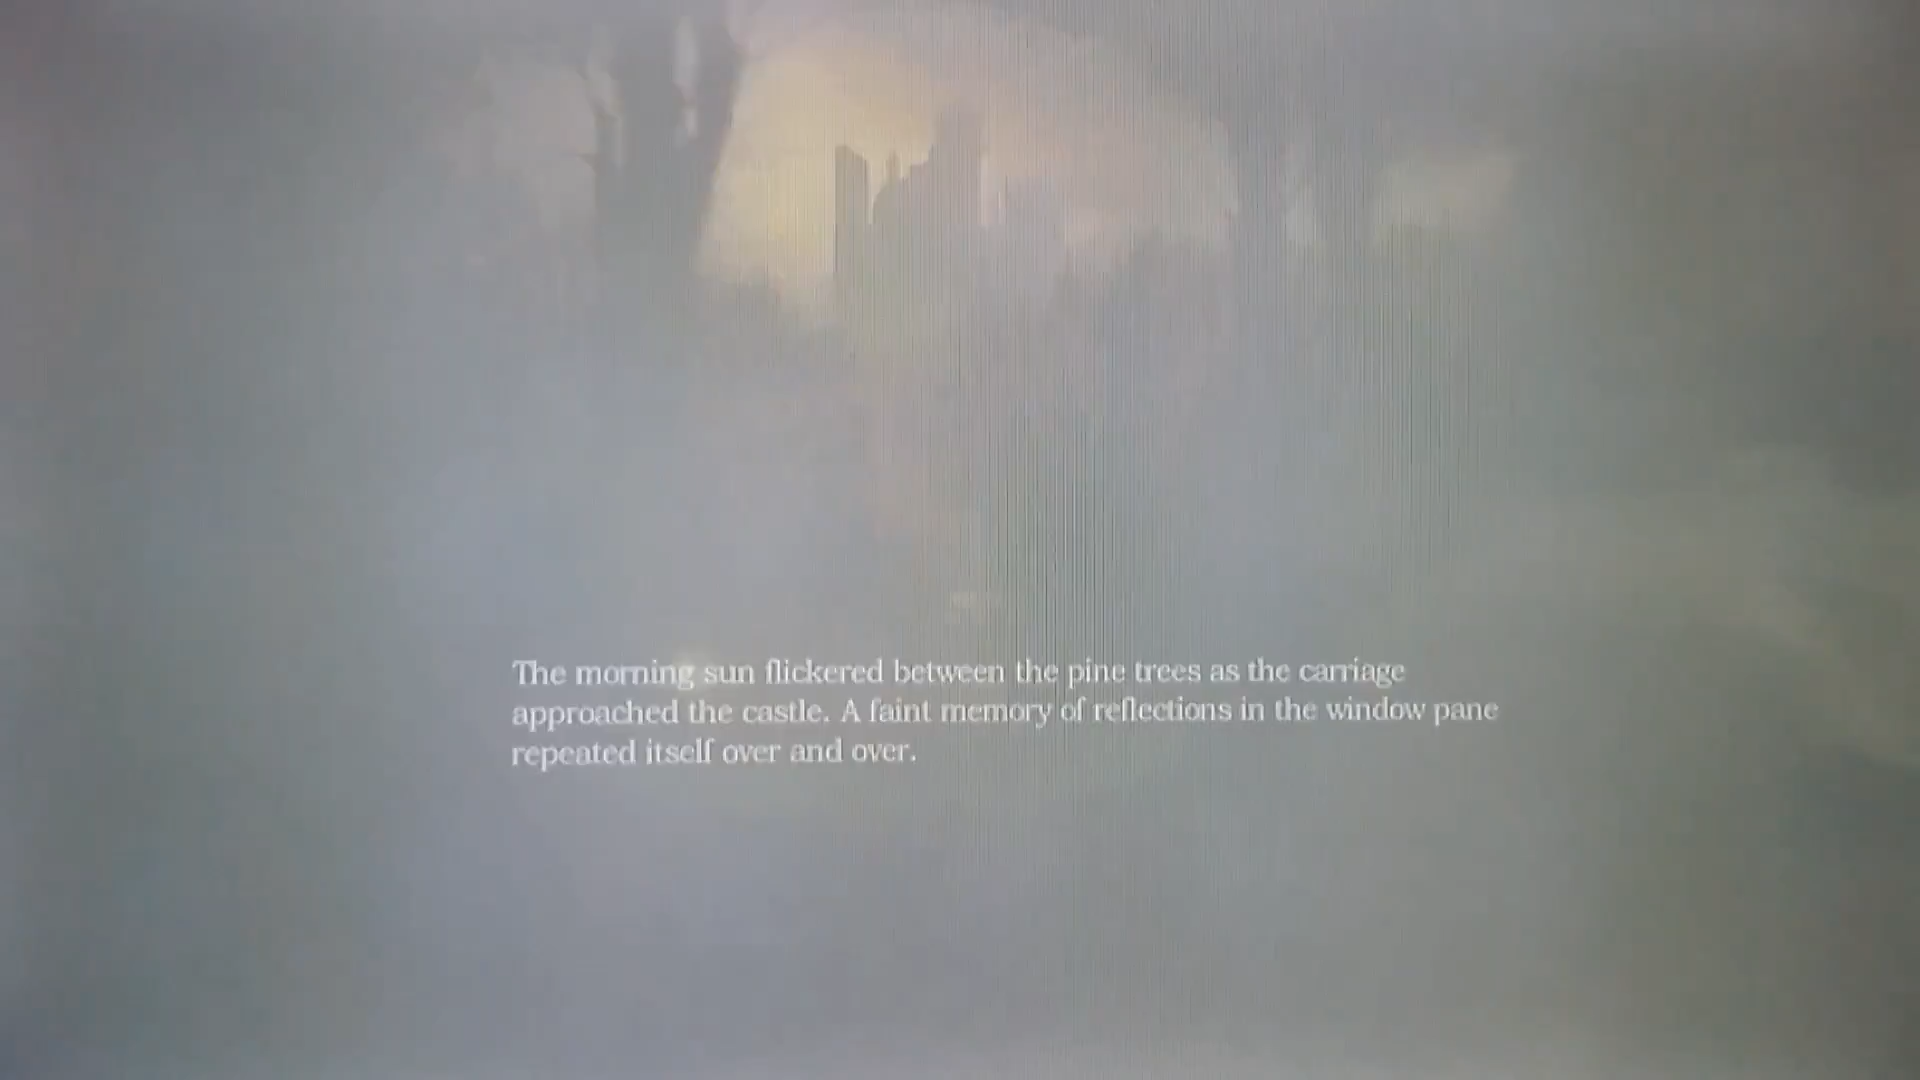 The morning sun flickered between the pine trees as the carriage
approached the castle. A faint memory of reflections in the window pane
repeated itself over and over.